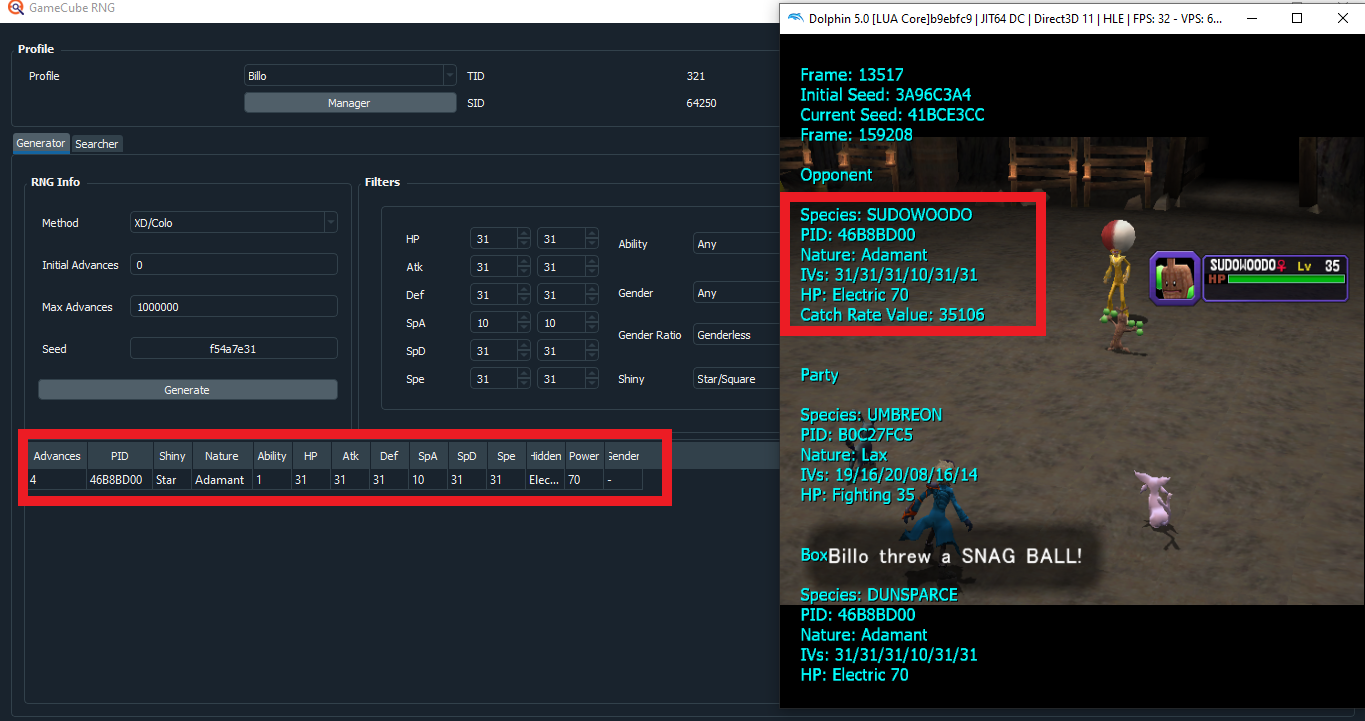 GameCube RNG
Profile
Profile
Billo
TID
321
Manager
SID
64250
Generator
Searcher
RNG Info
Method
XD/Colo
Initial Advances
0
Max Advances
1000000
Seed
f54a7e31
Generate
Filters
HP 31 31
Atk 31 31
Def 31 31
SpA 10 10
SpD 31 31
Spe 31 31
Ability Any
Gender Any
Gender Ratio Genderless
Shiny Star/Square
Advances PID Shiny Nature Ability HP Atk Def SpA SpD Spe Hidden Power Gender
4 46B8BD00 Star Adamant 1 31 31 31 10 31 31 Elec... 70 -
Dolphin 5.0 [LUA Core]b9ebfc9 | JIT64 DC | Direct3D 11 | HLE | FPS: 32 - VPS: 6...
Frame: 13517
Initial Seed: 3A96C3A4
Current Seed: 41BCE3CC
Frame: 159208
Opponent
Species: SUDOWOODO
PID: 46B8BD00
Nature: Adamant
IVs: 31/31/31/10/31/31
HP: Electric 70
Catch Rate Value: 35106
SUDOWOODO♀ Lv 35
HP
Party
Species: UMBREON
PID: B0C27FC5
Nature: Lax
IVs: 19/16/20/08/16/14
HP: Fighting 35
Box
Billo threw a SNAG BALL!
Species: DUNSPARCE
PID: 46B8BD00
Nature: Adamant
IVs: 31/31/31/10/31/31
HP: Electric 70